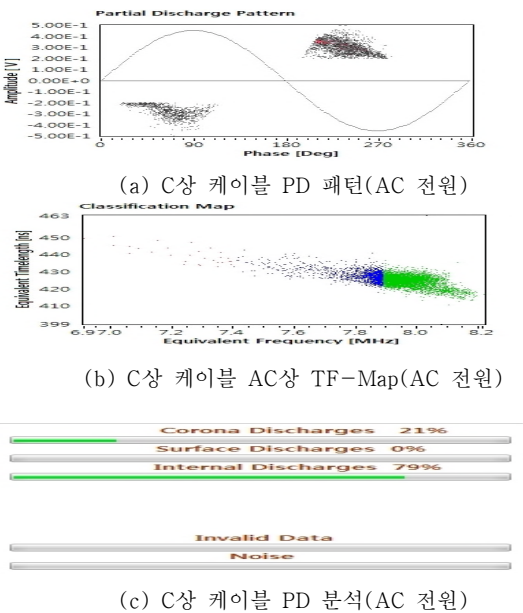 Partial Discharge Pattern
Amplitude [V]
5.00E-1
4.00E-1
3.00E-1
2.00E-1
1.00E-1
0.00E+0
-1.00E-1
-2.00E-1
-3.00E-1
-4.00E-1
-5.00E-1
0 90 180 270 360
Phase [Deg]
(a) C상 케이블 PD 패턴(AC 전원)
Classification Map
Equivalent Timelength [ns]
463
450
440
430
420
410
399
6.97.0 7.2 7.4 7.6 7.8 8.0 8.2
Equivalent Frequency [MHz]
(b) C상 케이블 AC상 TF-Map(AC 전원)
Corona Discharges 21%
Surface Discharges 0%
Internal Discharges 79%
Invalid Data
Noise
(c) C상 케이블 PD 분석(AC 전원)